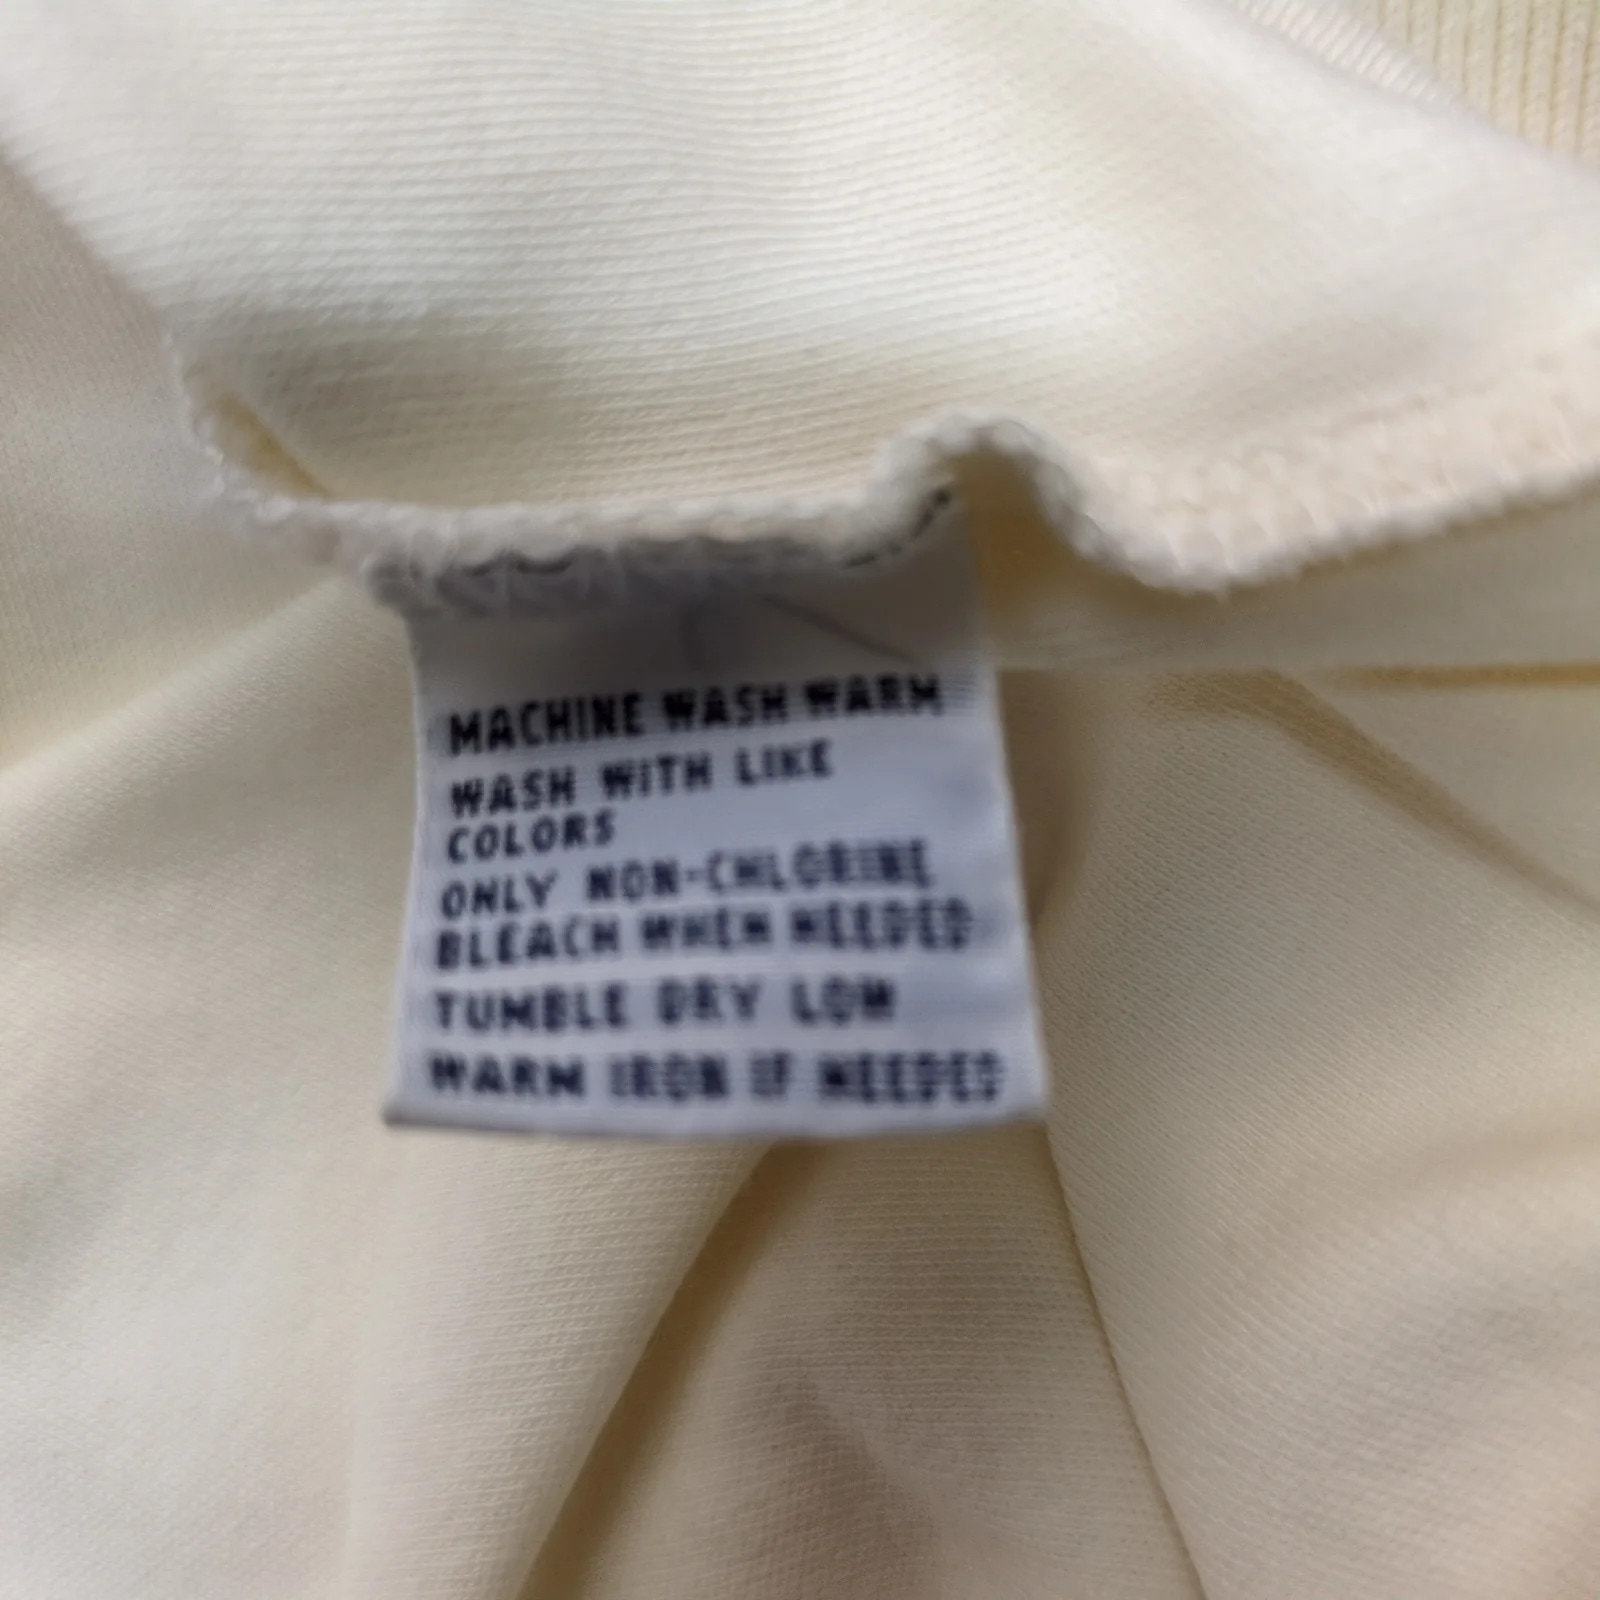 MACHINE WASH WARM
WASH WITH LIKE
COLORS
ONLY NON-CHLORINE
BLEACH WHEN NEEDED
TUMBLE DRY LOW
WARM IRON IF NEEDED